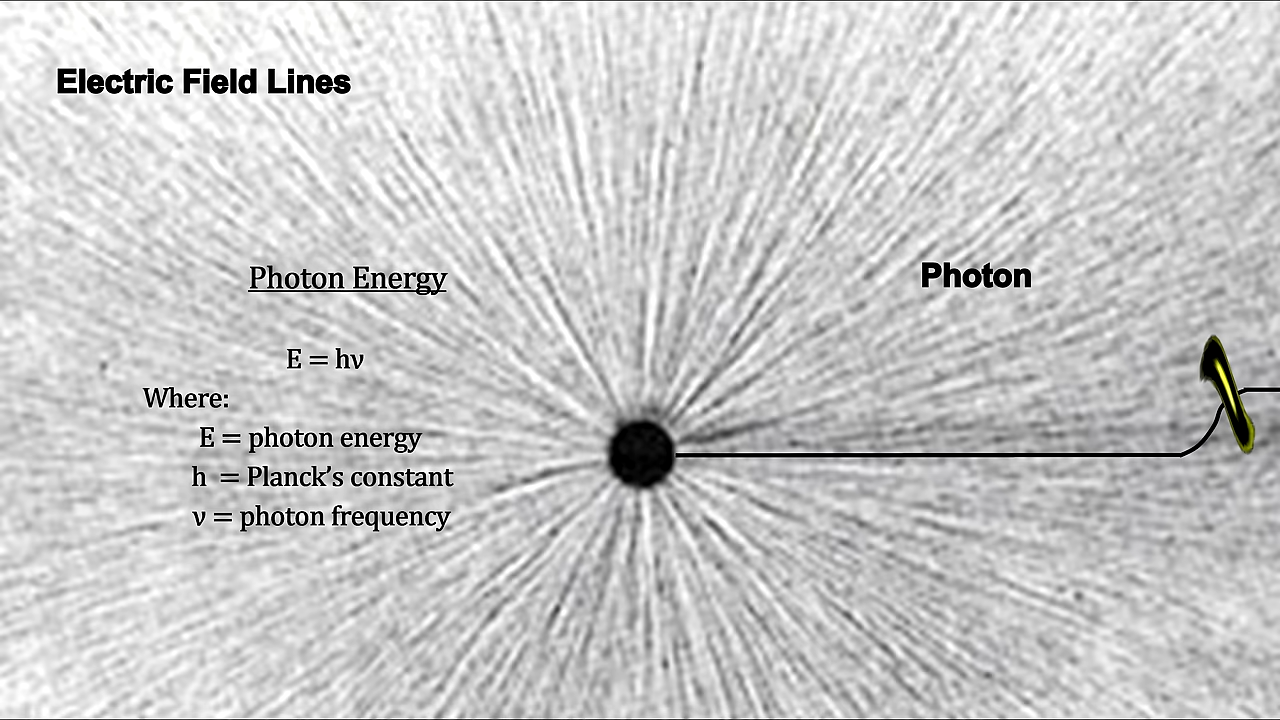 Electric Field Lines
Photon Energy
Photon
E = hν
Where:
E = photon energy
h = Planck's constant
ν = photon frequency